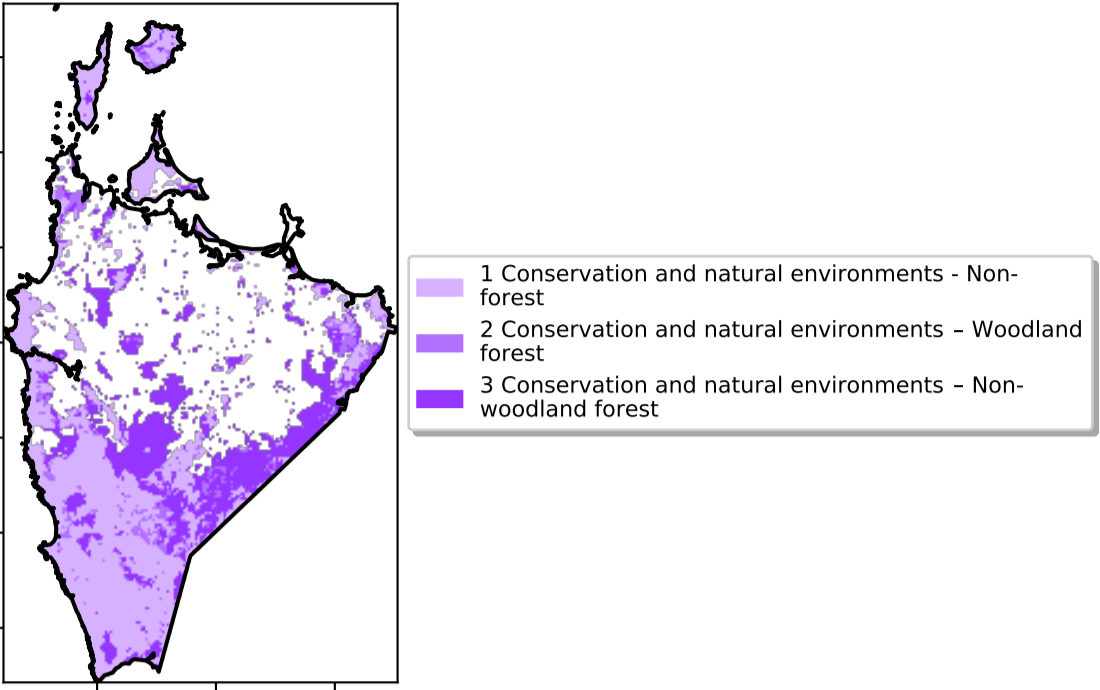 1 Conservation and natural environments - Non-
forest
2 Conservation and natural environments – Woodland
forest
3 Conservation and natural environments – Non-
woodland forest